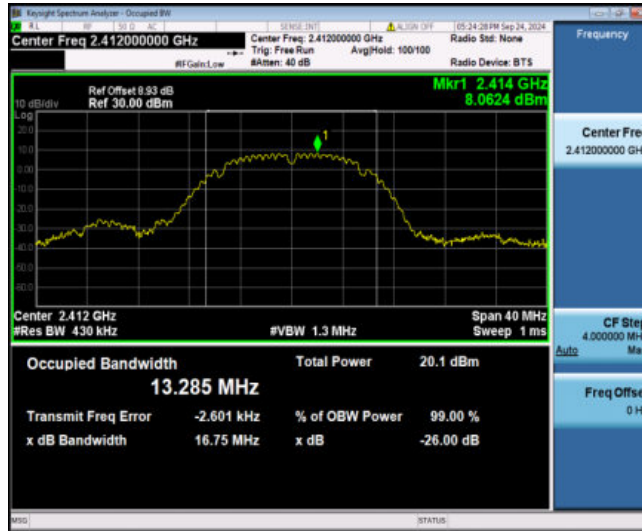 Keysight Spectrum Analyzer - Occupied BW
RL RF 50 Ω AC SENSE:INT ALIGN OFF 05:24:28 PM Sep 24, 2024
Center Freq 2.412000000 GHz
Center Freq: 2.412000000 GHz
Radio Std: None
Trig: Free Run Avg|Hold: 100/100
#IFGain:Low #Atten: 40 dB Radio Device: BTS
Frequency
Mkr1 2.414 GHz
8.0624 dBm
Ref Offset 8.93 dB
10 dB/div Ref 30.00 dBm
Log
20.0
10.0
0.00
-10.0
-20.0
-30.0
-40.0
-50.0
-60.0
1
Center Fre
2.412000000 GH
Center 2.412 GHz Span 40 MHz
#Res BW 430 kHz #VBW 1.3 MHz Sweep 1 ms
CF Step
4.000000 MH
Auto Ma
Occupied Bandwidth Total Power 20.1 dBm
13.285 MHz
Transmit Freq Error -2.601 kHz % of OBW Power 99.00 %
x dB Bandwidth 16.75 MHz x dB -26.00 dB
Freq Offse
0 H
MSG STATUS